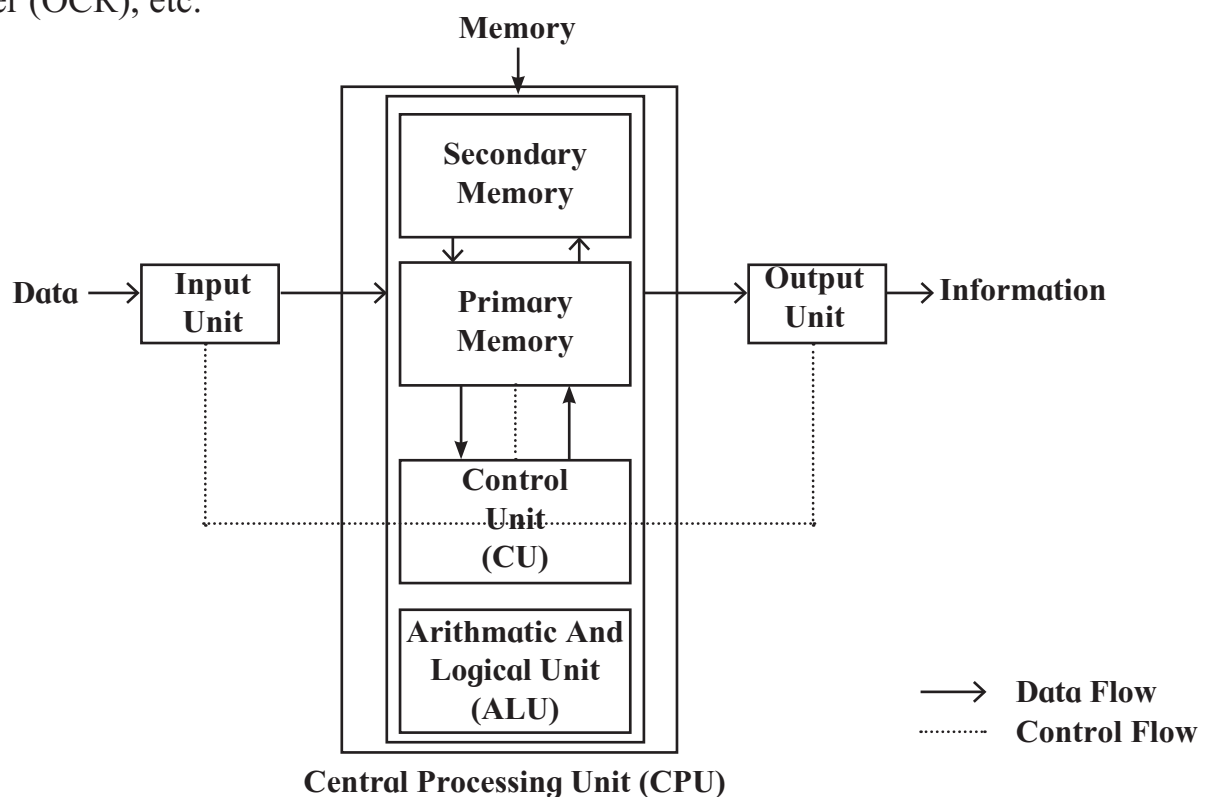 er (OCR), etc.
Memory
Secondary
Memory
Data
Input
Unit
Primary
Memory
Output
Unit
Information
Control
Unit
(CU)
Arithmatic And
Logical Unit
(ALU)
Data Flow
Control Flow
Central Processing Unit (CPU)